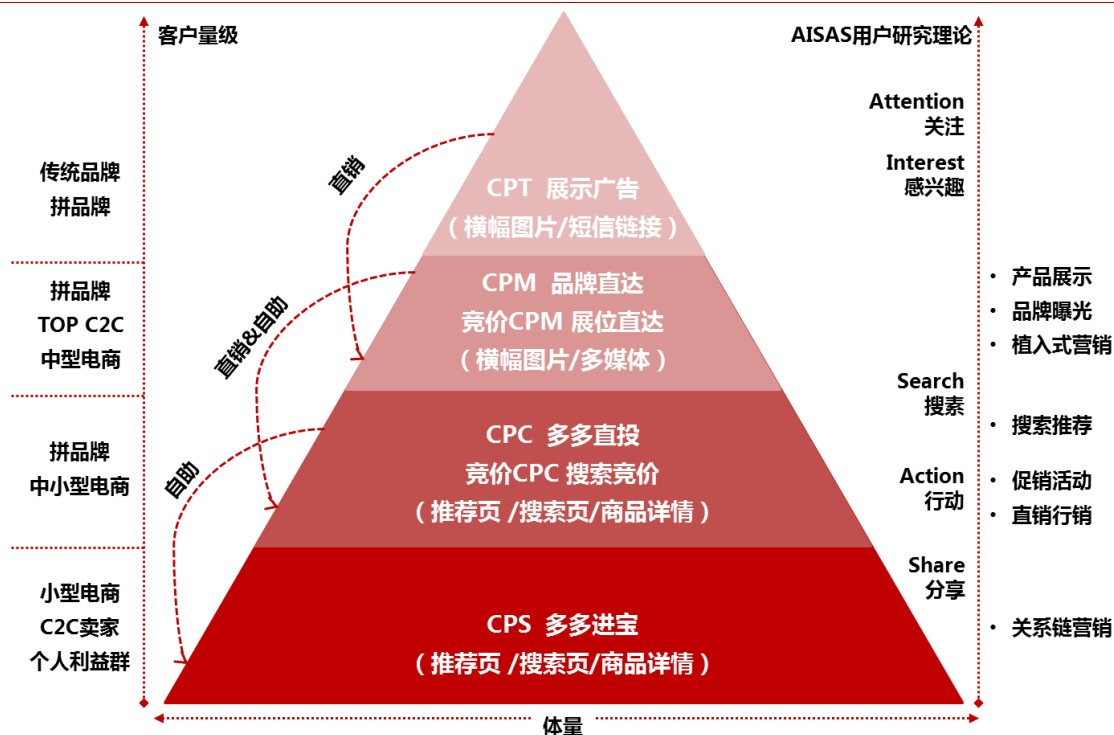 客户量级
AISAS用户研究理论
传统品牌
拼品牌
拼品牌
TOP C2C
中型电商
拼品牌
中小型电商
小型电商
C2C卖家
个人利益群
直销
直销&自助
自助
CPT 展示广告
（横幅图片/短信链接）
CPM 品牌直达
竞价CPM 展位直达
（横幅图片/多媒体）
CPC 多多直投
竞价CPC 搜索竞价
（推荐页 /搜索页/商品详情）
CPS 多多进宝
（推荐页 /搜索页/商品详情）
Attention
关注
Interest
感兴趣
Search
搜素
Action
行动
Share
分享
• 产品展示
• 品牌曝光
• 植入式营销
• 搜索推荐
• 促销活动
• 直销行销
• 关系链营销
体量